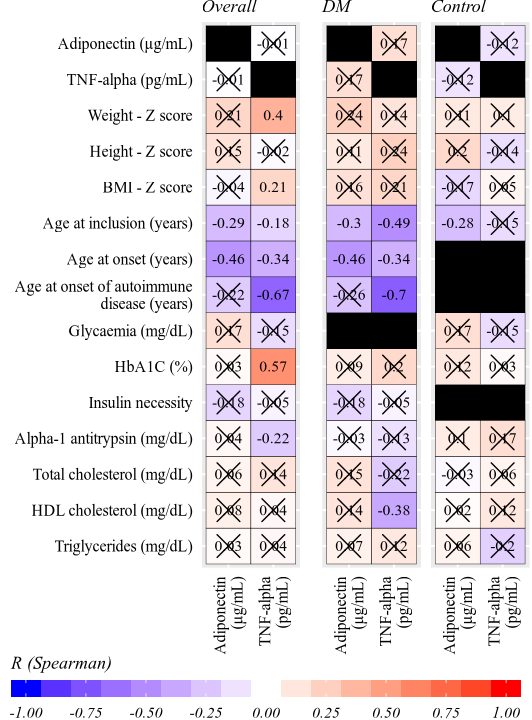 Overall DM Control
Adiponectin (µg/mL) -0.01 0.17 -0.12
TNF-alpha (pg/mL) -0.01 0.17 -0.12
Weight - Z score 0.21 0.4 0.24 0.14 0.11 0.1
Height - Z score 0.15 -0.02 0.11 0.24 0.2 -0.14
BMI - Z score -0.04 0.21 0.16 0.21 -0.17 0.05
Age at inclusion (years) -0.29 -0.18 -0.3 -0.49 -0.28 -0.15
Age at onset (years) -0.46 -0.34 -0.46 -0.34
Age at onset of autoimmune
disease (years) -0.22 -0.67 -0.26 -0.7
Glycaemia (mg/dL) 0.17 -0.15 0.17 -0.15
HbA1C (%) 0.03 0.57 0.09 0.2 0.12 0.03
Insulin necessity -0.18 -0.05 -0.18 -0.05
Alpha-1 antitrypsin (mg/dL) 0.04 -0.22 -0.03 -0.13 0.1 0.17
Total cholesterol (mg/dL) 0.06 0.14 0.15 -0.22 -0.03 0.06
HDL cholesterol (mg/dL) 0.08 0.04 0.14 -0.38 0.02 0.12
Triglycerides (mg/dL) 0.03 0.04 0.07 0.12 0.06 -0.2
Adiponectin
(µg/mL)
TNF-alpha
(pg/mL)
Adiponectin
(µg/mL)
TNF-alpha
(pg/mL)
Adiponectin
(µg/mL)
TNF-alpha
(pg/mL)
R (Spearman)
-1.00 -0.75 -0.50 -0.25 0.00 0.25 0.50 0.75 1.00